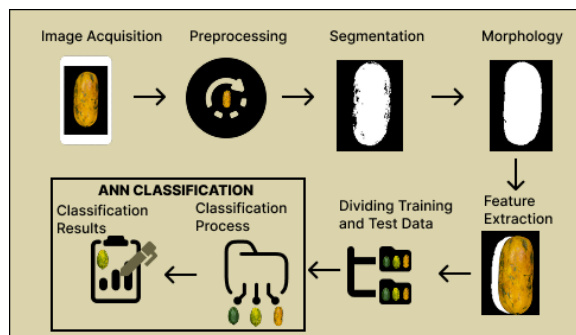 Image Acquisition
Preprocessing
Segmentation
Morphology
Feature
Extraction
Dividing Training
and Test Data
ANN CLASSIFICATION
Classification
Process
Classification
Results